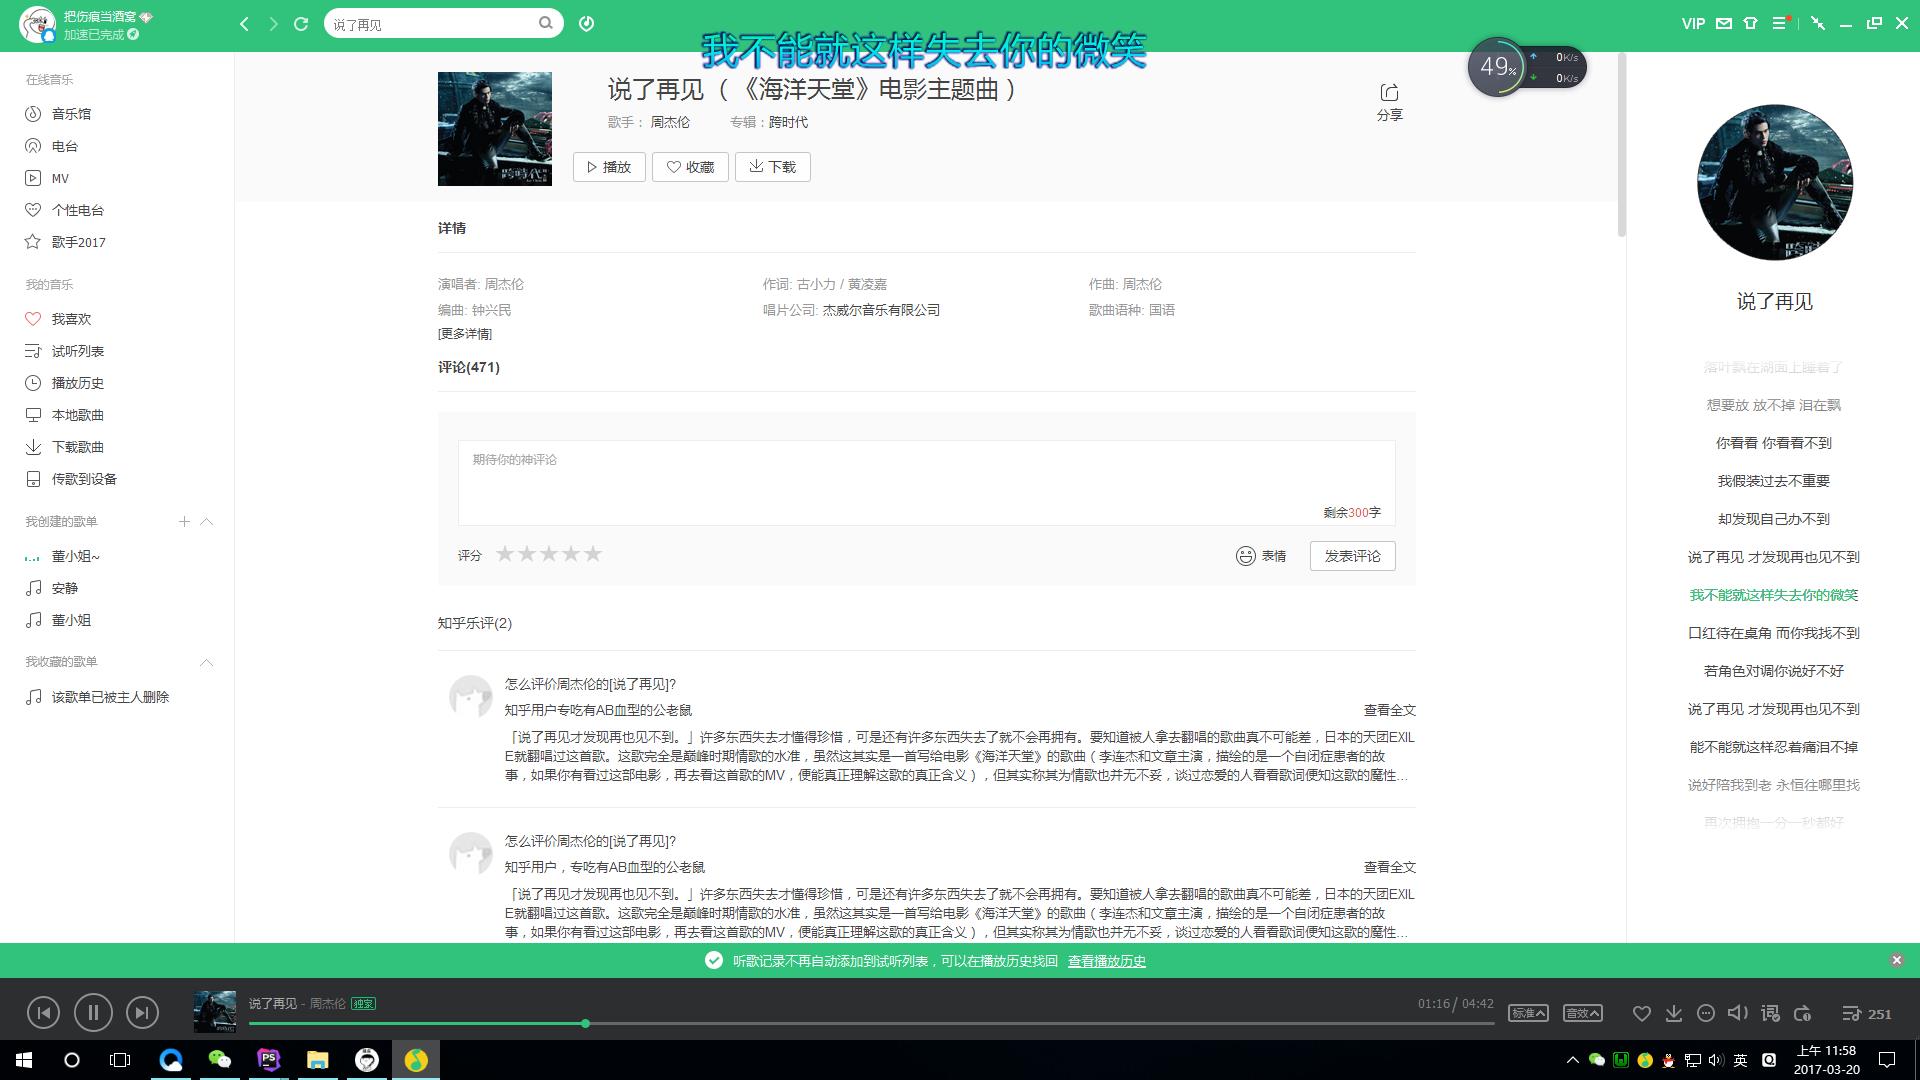 把伤痕当酒窝
加速已完成
说了再见
VIP
我不能就这样失去你的微笑
49%
0K/s
0K/s
在线音乐
音乐馆
电台
MV
个性电台
歌手2017
我的音乐
我喜欢
试听列表
播放历史
本地歌曲
下载歌曲
传歌到设备
我创建的歌单
董小姐~
安静
董小姐
我收藏的歌单
该歌单已被主人删除
跨時代
说了再见 (《海洋天堂》电影主题曲)
歌手: 周杰伦 专辑:跨时代
播放 收藏 下载
分享
详情
演唱者: 周杰伦 作词: 古小力 / 黄凌嘉 作曲: 周杰伦
编曲: 钟兴民 唱片公司: 杰威尔音乐有限公司 歌曲语种: 国语
[更多详情]
评论(471)
期待你的神评论
剩余300字
评分 表情 发表评论
知乎乐评(2)
怎么评价周杰伦的[说了再见]?
知乎用户专吃有AB血型的公老鼠 查看全文
「说了再见才发现再也见不到。」许多东西失去才懂得珍惜,可是还有许多东西失去了就不会再拥有。要知道被人拿去翻唱的歌曲真不可能差,日本的天团EXIL
E就翻唱过这首歌。这歌完全是巅峰时期情歌的水准,虽然这其实是一首写给电影《海洋天堂》的歌曲(李连杰和文章主演,描绘的是一个自闭症患者的故
事,如果你有看过这部电影,再去看这首歌的MV,便能真正理解这歌的真正含义),但其实称其为情歌也并无不妥,谈过恋爱的人看看歌词便知这歌的魔性...
怎么评价周杰伦的[说了再见]?
知乎用户,专吃有AB血型的公老鼠 查看全文
「说了再见才发现再也见不到。」许多东西失去才懂得珍惜,可是还有许多东西失去了就不会再拥有。要知道被人拿去翻唱的歌曲真不可能差,日本的天团EXIL
E就翻唱过这首歌。这歌完全是巅峰时期情歌的水准,虽然这其实是一首写给电影《海洋天堂》的歌曲(李连杰和文章主演,描绘的是一个自闭症患者的故
事,如果你有看过这部电影,再去看这首歌的MV,便能真正理解这歌的真正含义),但其实称其为情歌也并无不妥,谈过恋爱的人看看歌词便知这歌的魔性...
跨時代
说了再见
落叶飘在湖面上睡着了
想要放 放不掉 泪在飘
你看看 你看看不到
我假装过去不重要
却发现自己办不到
说了再见 才发现再也见不到
我不能就这样失去你的微笑
口红待在桌角 而你我找不到
若角色对调你说好不好
说了再见 才发现再也见不到
能不能就这样忍着痛泪不掉
说好陪我到老 永恒往哪里找
再次拥抱一分一秒都好
听歌记录不再自动添加到试听列表,可以在播放历史找回 查看播放历史
说了再见 - 周杰伦 独家
01:16 / 04:42
标准 音效 词 251
PS
英
上午 11:58
2017-03-20